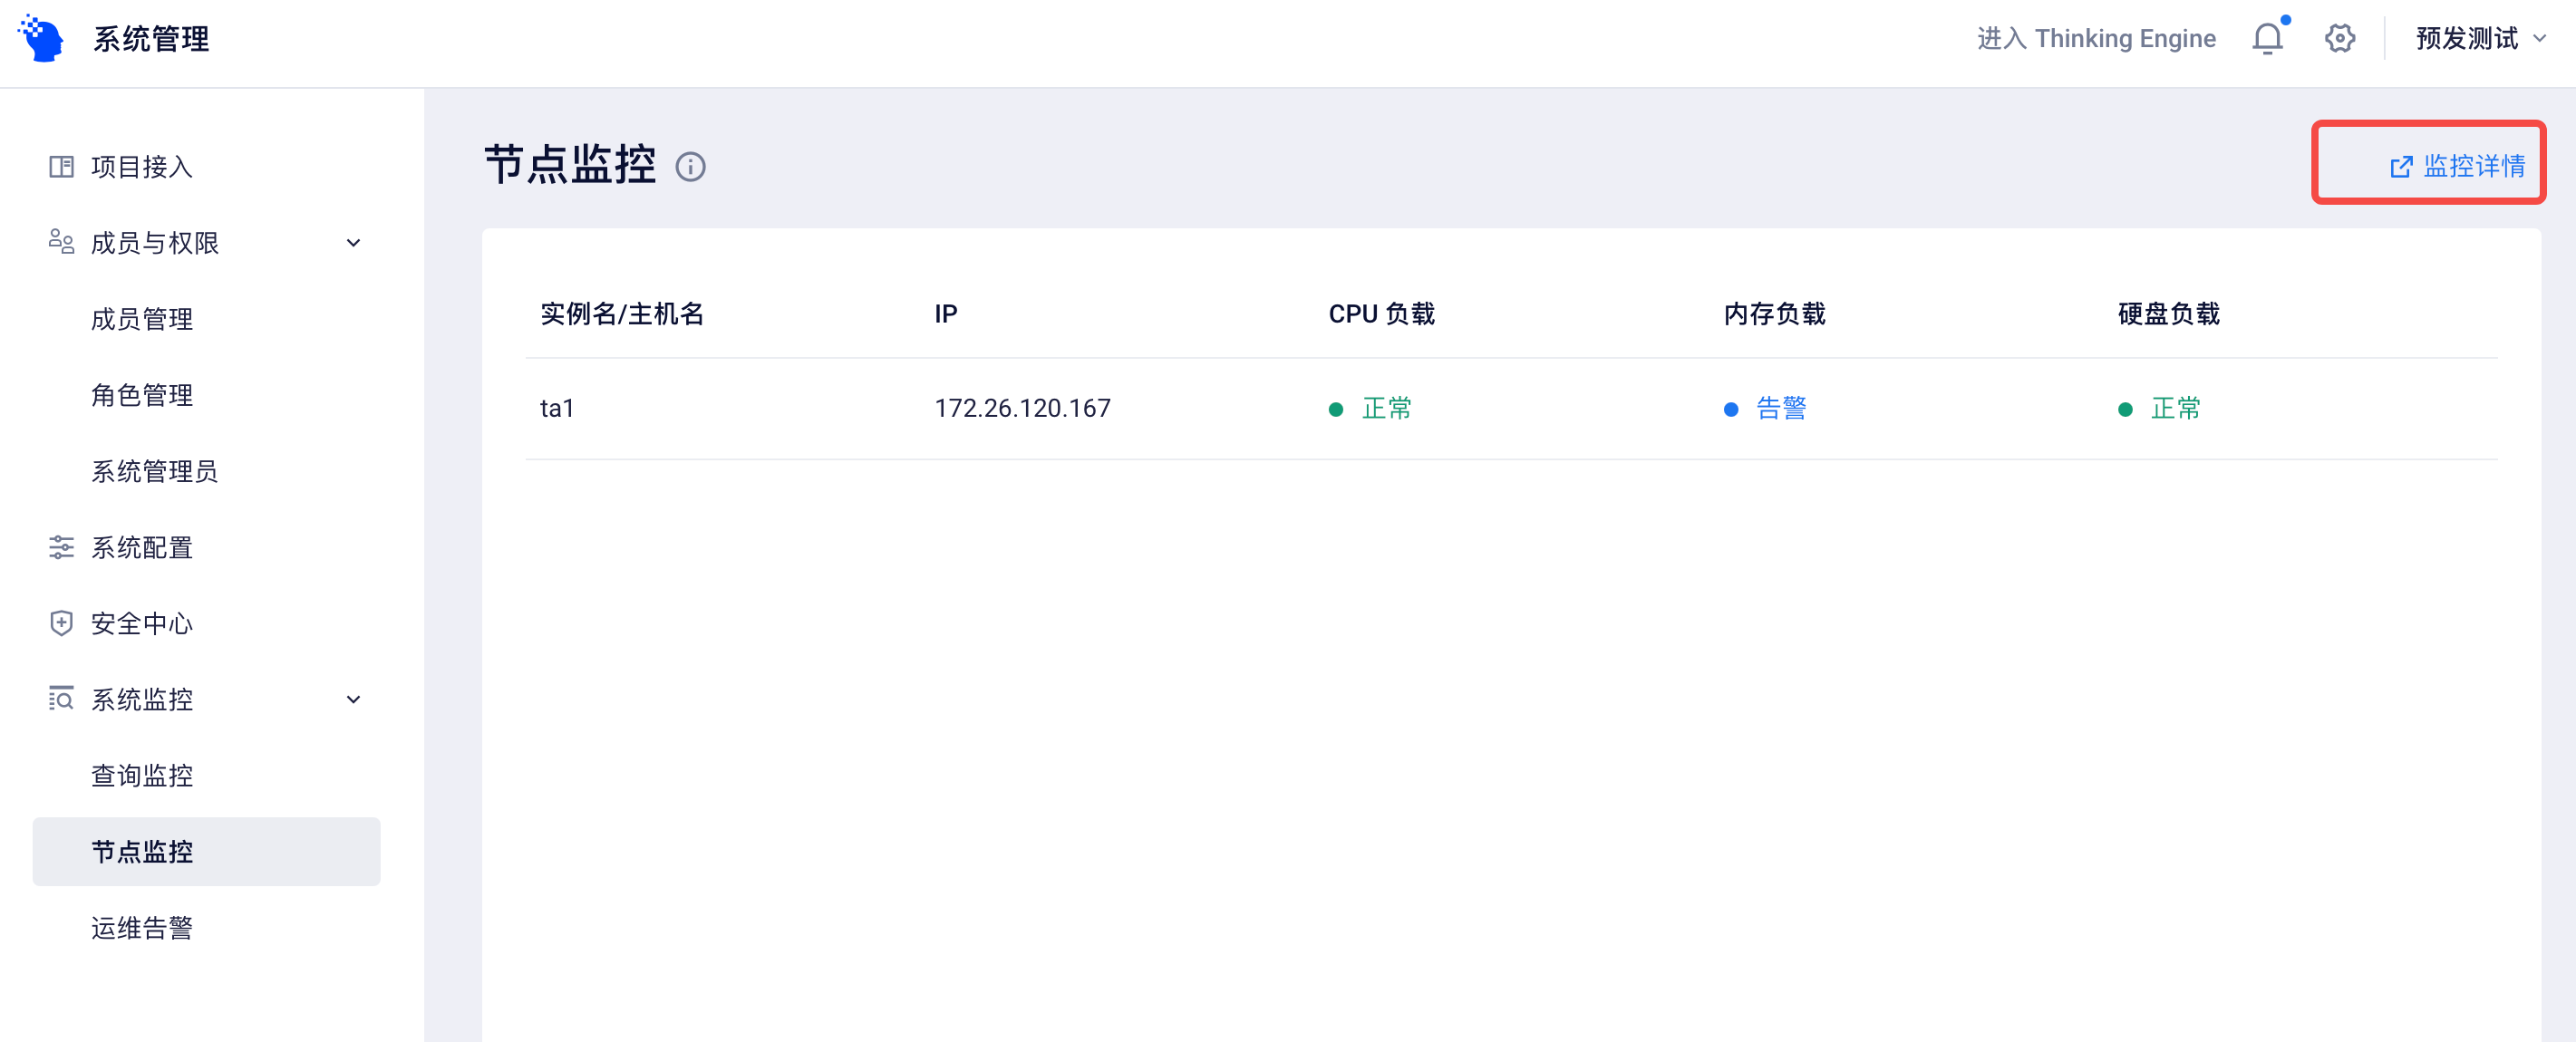 系统管理
进入 Thinking Engine
预发测试
项目接入
成员与权限
成员管理
角色管理
系统管理员
系统配置
安全中心
系统监控
查询监控
节点监控
运维告警
节点监控
监控详情
实例名/主机名 IP CPU 负载 内存负载 硬盘负载
ta1 172.26.120.167 正常 告警 正常